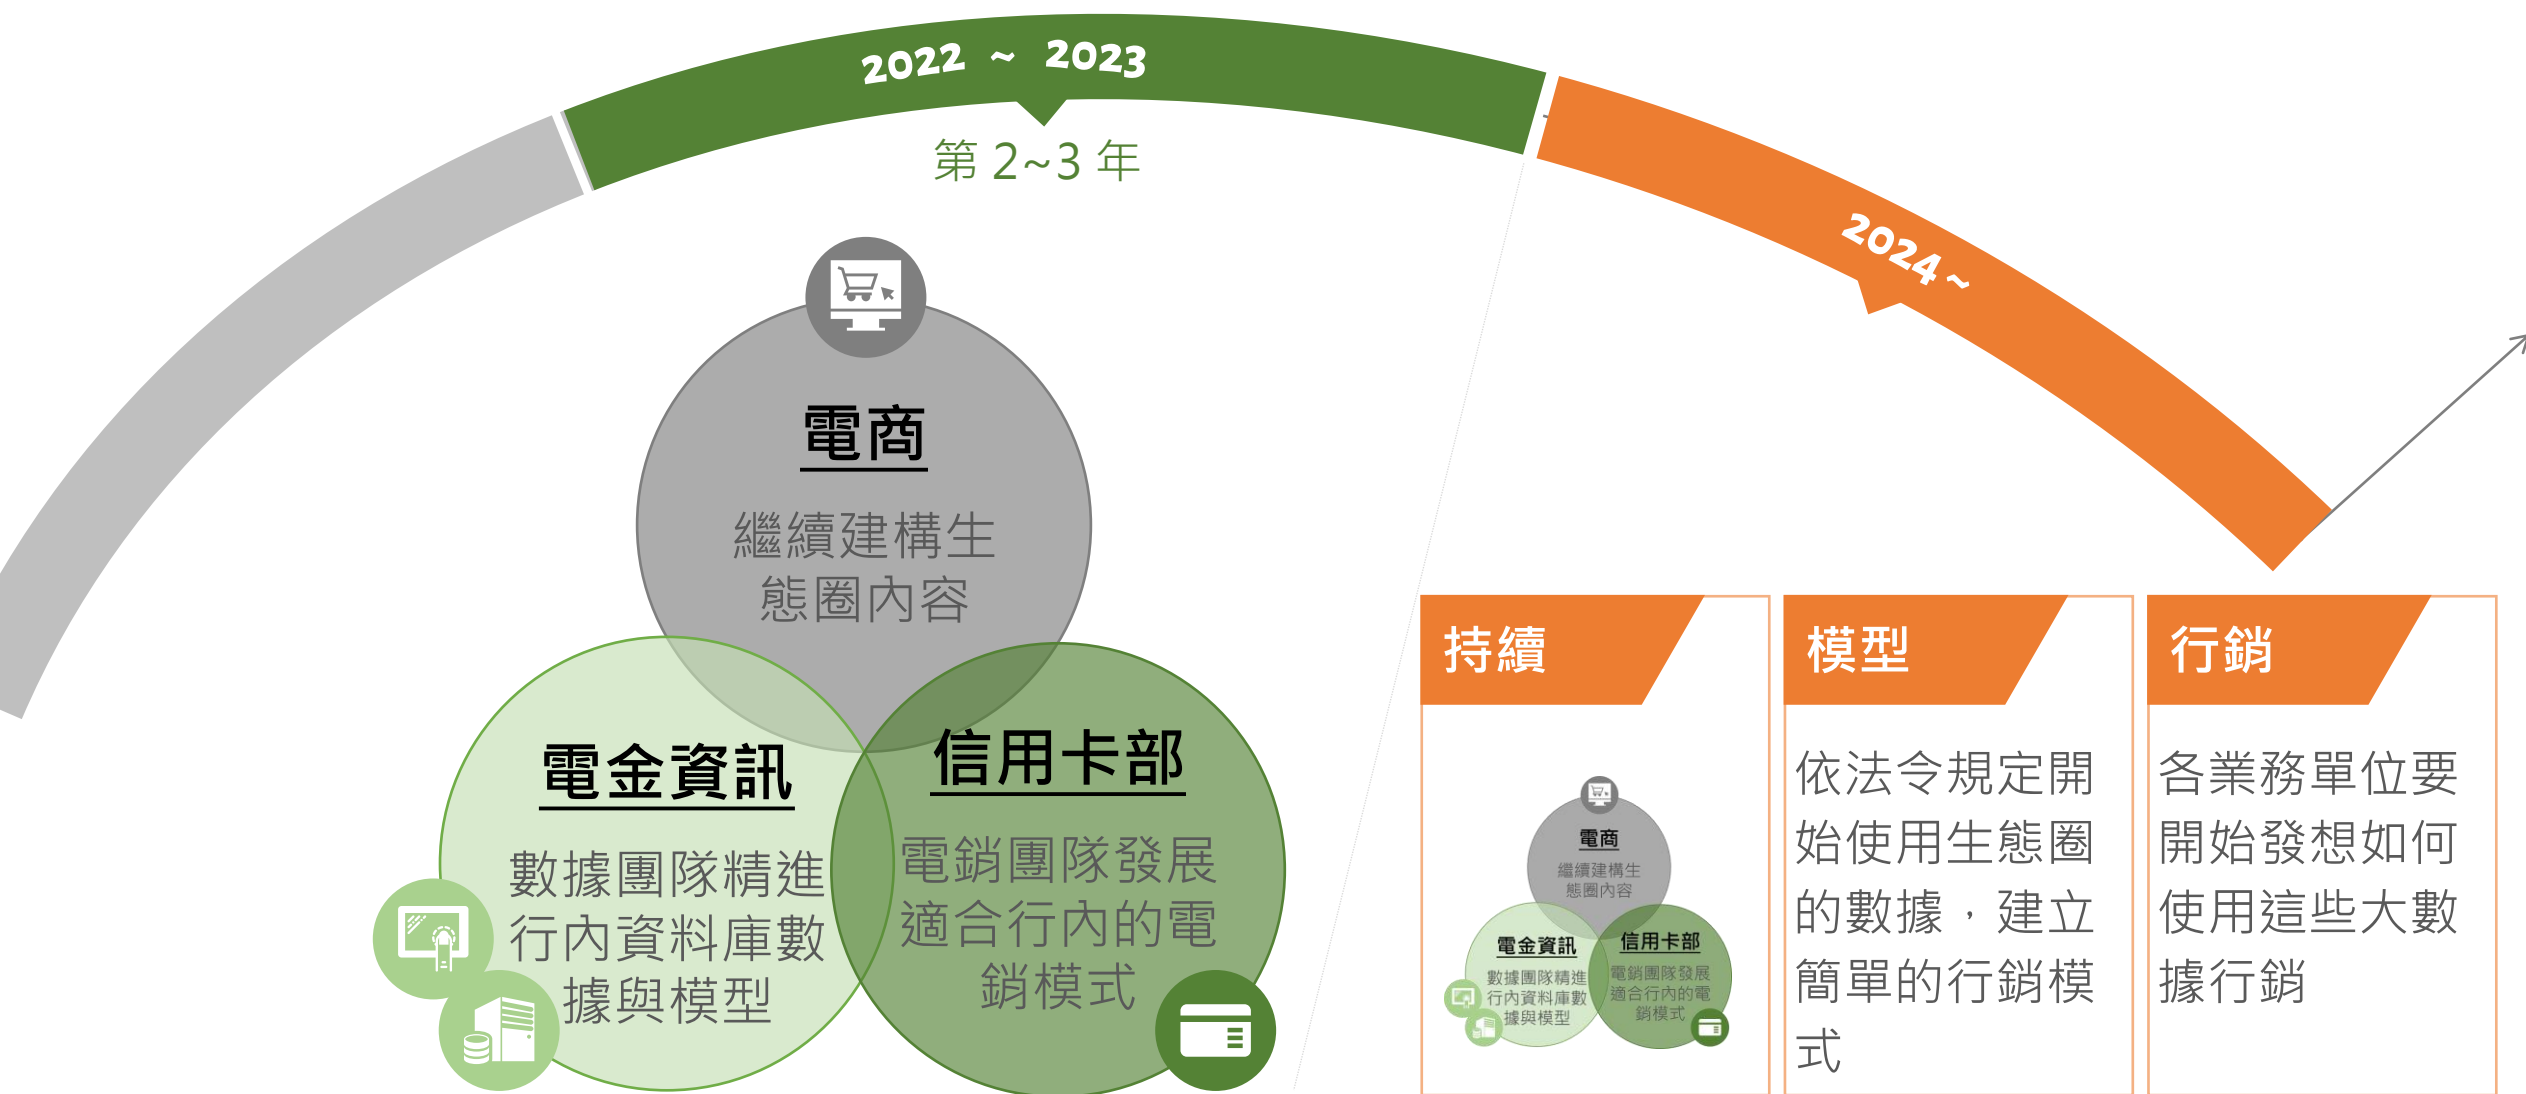 2022 ~ 2023
第 2~3 年
2024 ~
電商
繼續建構生
態圈內容
電金資訊
數據團隊精進
行內資料庫數
據與模型
信用卡部
電銷團隊發展
適合行內的電
銷模式
持續
電商
繼續建構生
態圈內容
電金資訊
數據團隊精進
行內資料庫數
據與模型
信用卡部
電銷團隊發展
適合行內的電
銷模式
模型
依法令規定開
始使用生態圈
的數據，建立
簡單的行銷模
式
行銷
各業務單位要
開始發想如何
使用這些大數
據行銷